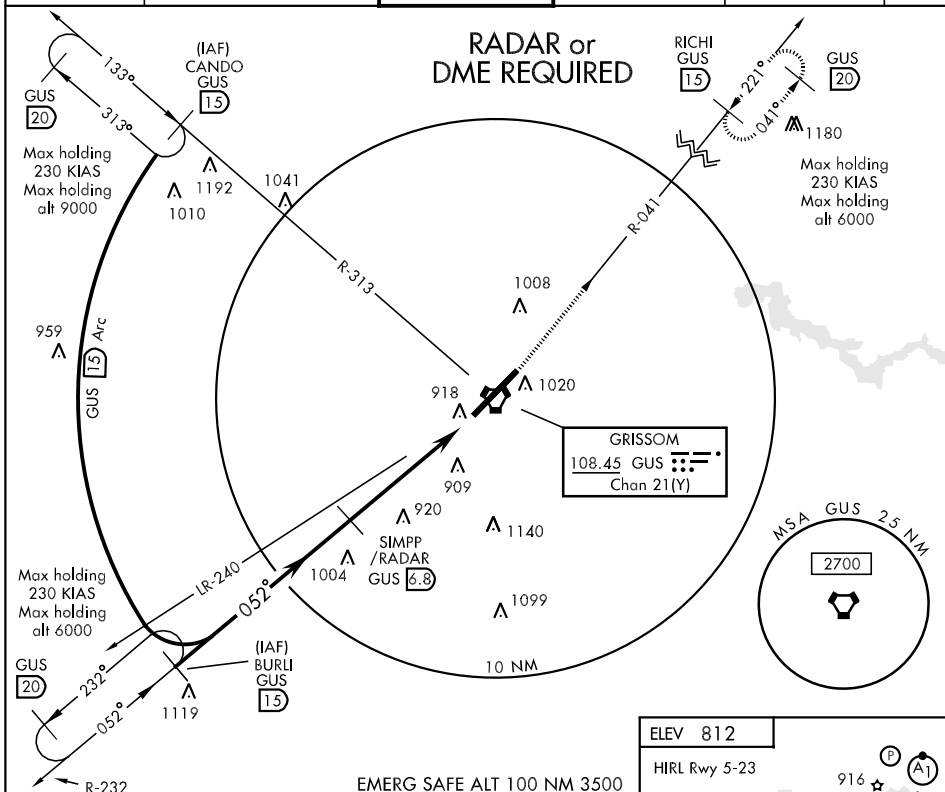 RADAR or
DME REQUIRED
(IAF)
CANDO
GUS
15
133°
313°
GUS
20
Max holding
230 KIAS
Max holding
alt 9000
1192
1010
1041
R-313
RICHI
GUS
15
221°
041°
GUS
20
1180
Max holding
230 KIAS
Max holding
alt 6000
R-041
1008
959
GUS 15 Arc
918
1020
GRISSOM
108.45 GUS
Chan 21(Y)
909
920
1140
SIMPP
/RADAR
GUS 6.8
1004
1099
LR-240
052°
Max holding
230 KIAS
Max holding
alt 6000
(IAF)
BURLI
GUS
15
GUS
20
232°
052°
1119
R-232
10 NM
MSA GUS 25 NM
2700
EMERG SAFE ALT 100 NM 3500
ELEV 812
HIRL Rwy 5-23
916
P
A1